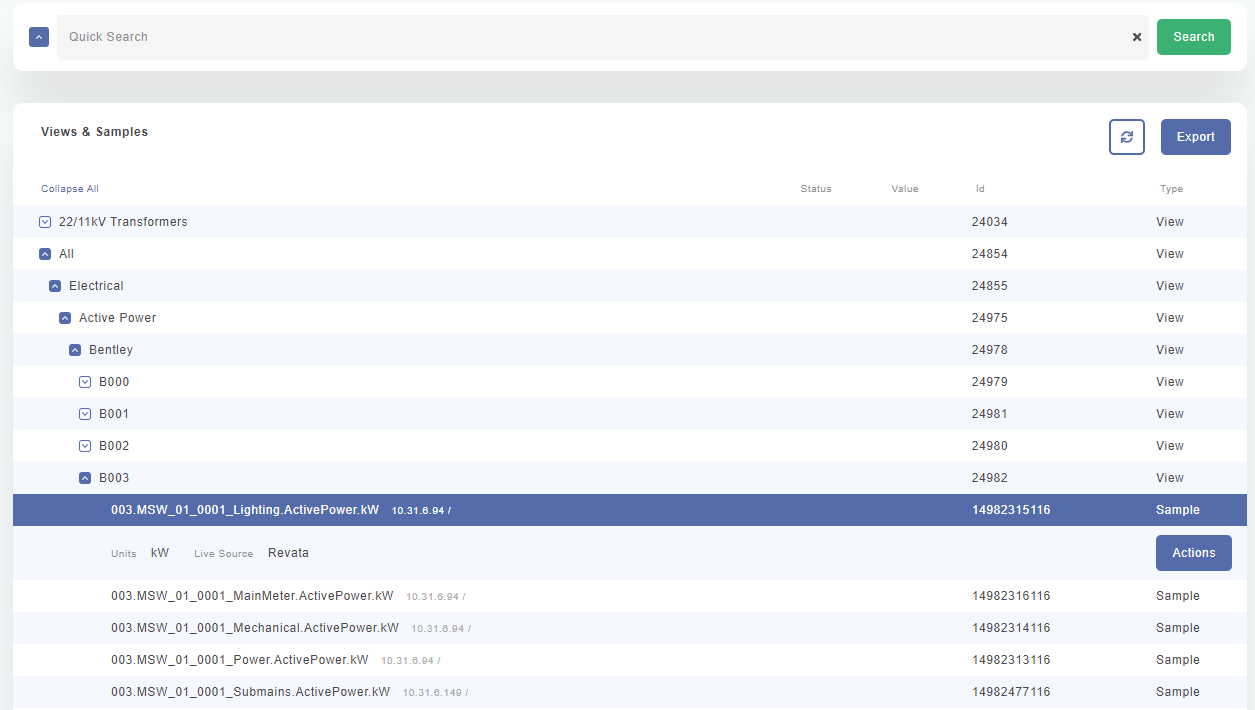 Quick Search × Search
Views & Samples Export
Collapse All Status Value Id Type
22/11kV Transformers 24034 View
All 24854 View
Electrical 24855 View
Active Power 24975 View
Bentley 24978 View
B000 24979 View
B001 24981 View
B002 24980 View
B003 24982 View
003.MSW_01_0001_Lighting.ActivePower.kW 10.31.6.94 / 14982315116 Sample
Units kW Live Source Revata Actions
003.MSW_01_0001_MainMeter.ActivePower.kW 10.31.6.94 / 14982316116 Sample
003.MSW_01_0001_Mechanical.ActivePower.kW 10.31.6.94 / 14982314116 Sample
003.MSW_01_0001_Power.ActivePower.kW 10.31.6.94 / 14982313116 Sample
003.MSW_01_0001_Submains.ActivePower.kW 10.31.6.149 / 14982477116 Sample